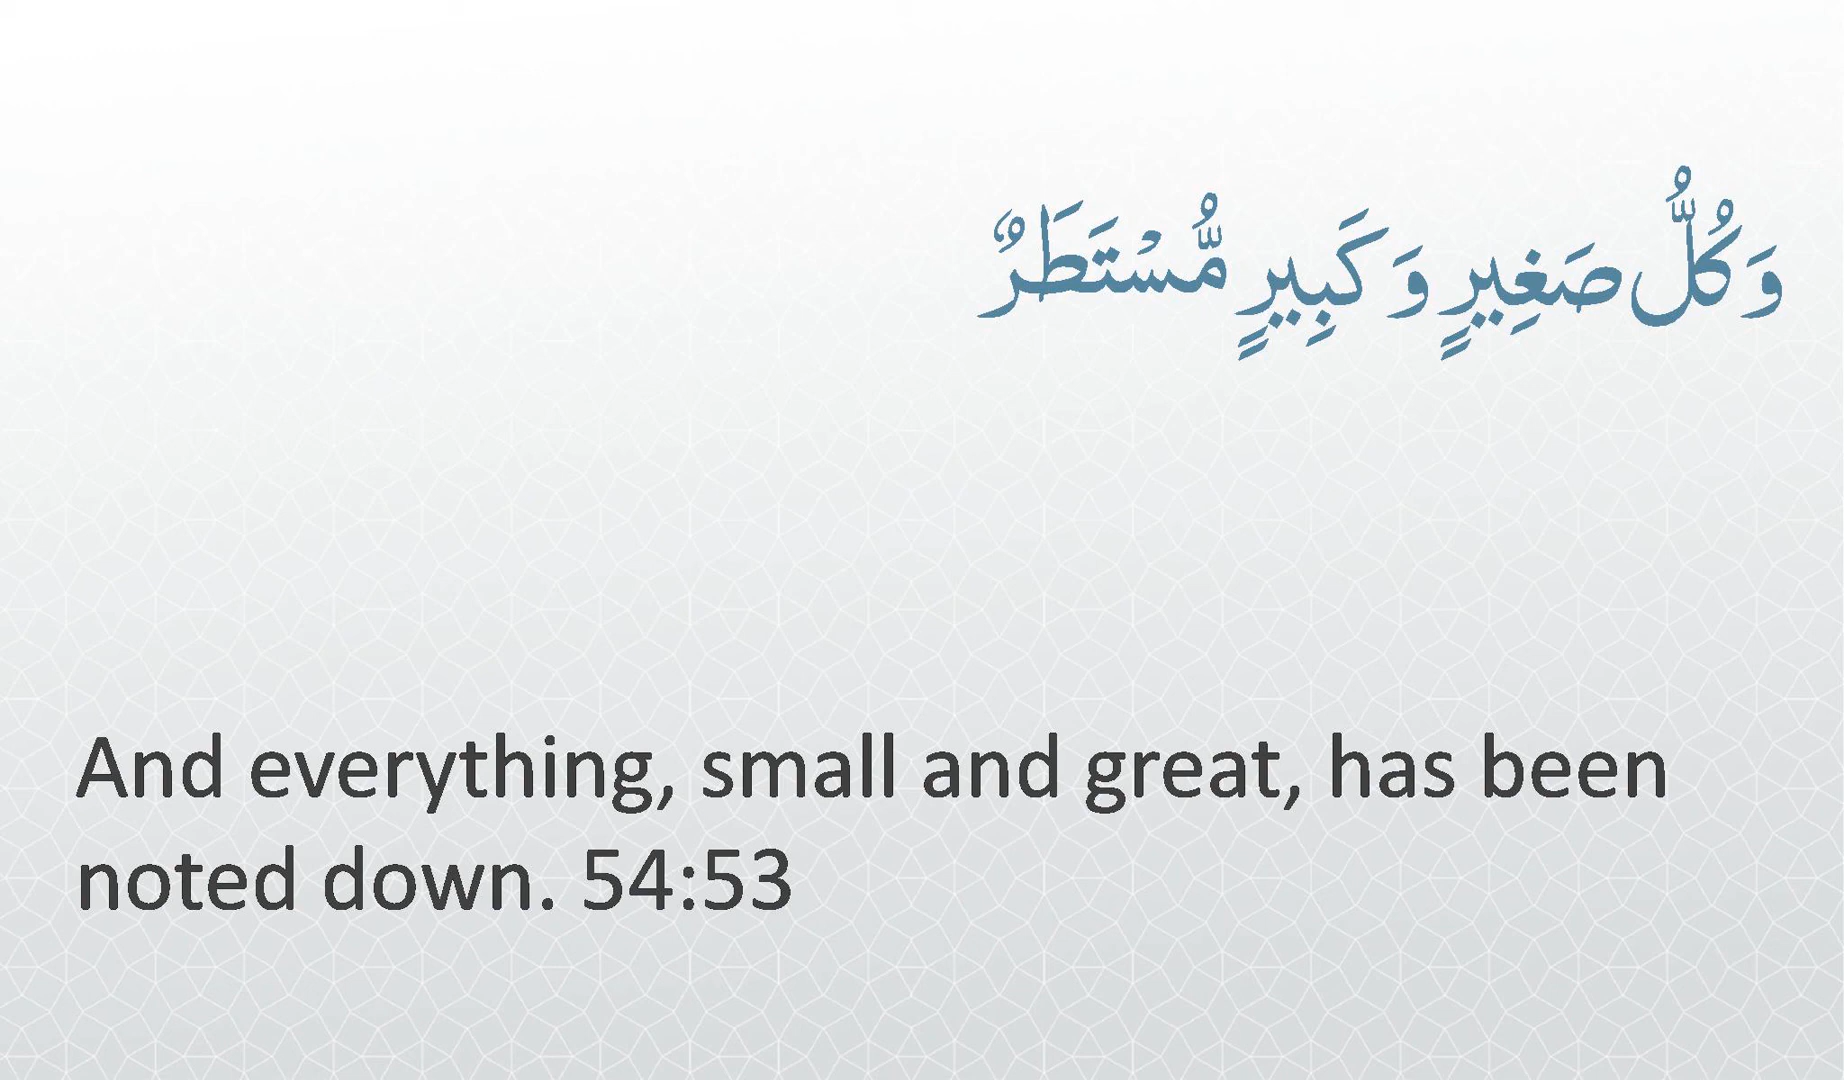 وَكُلُّ صَغِيرٍ وَكَبِيرٍ مُّسْتَطَرٌ
And everything, small and great, has been
noted down. 54:53